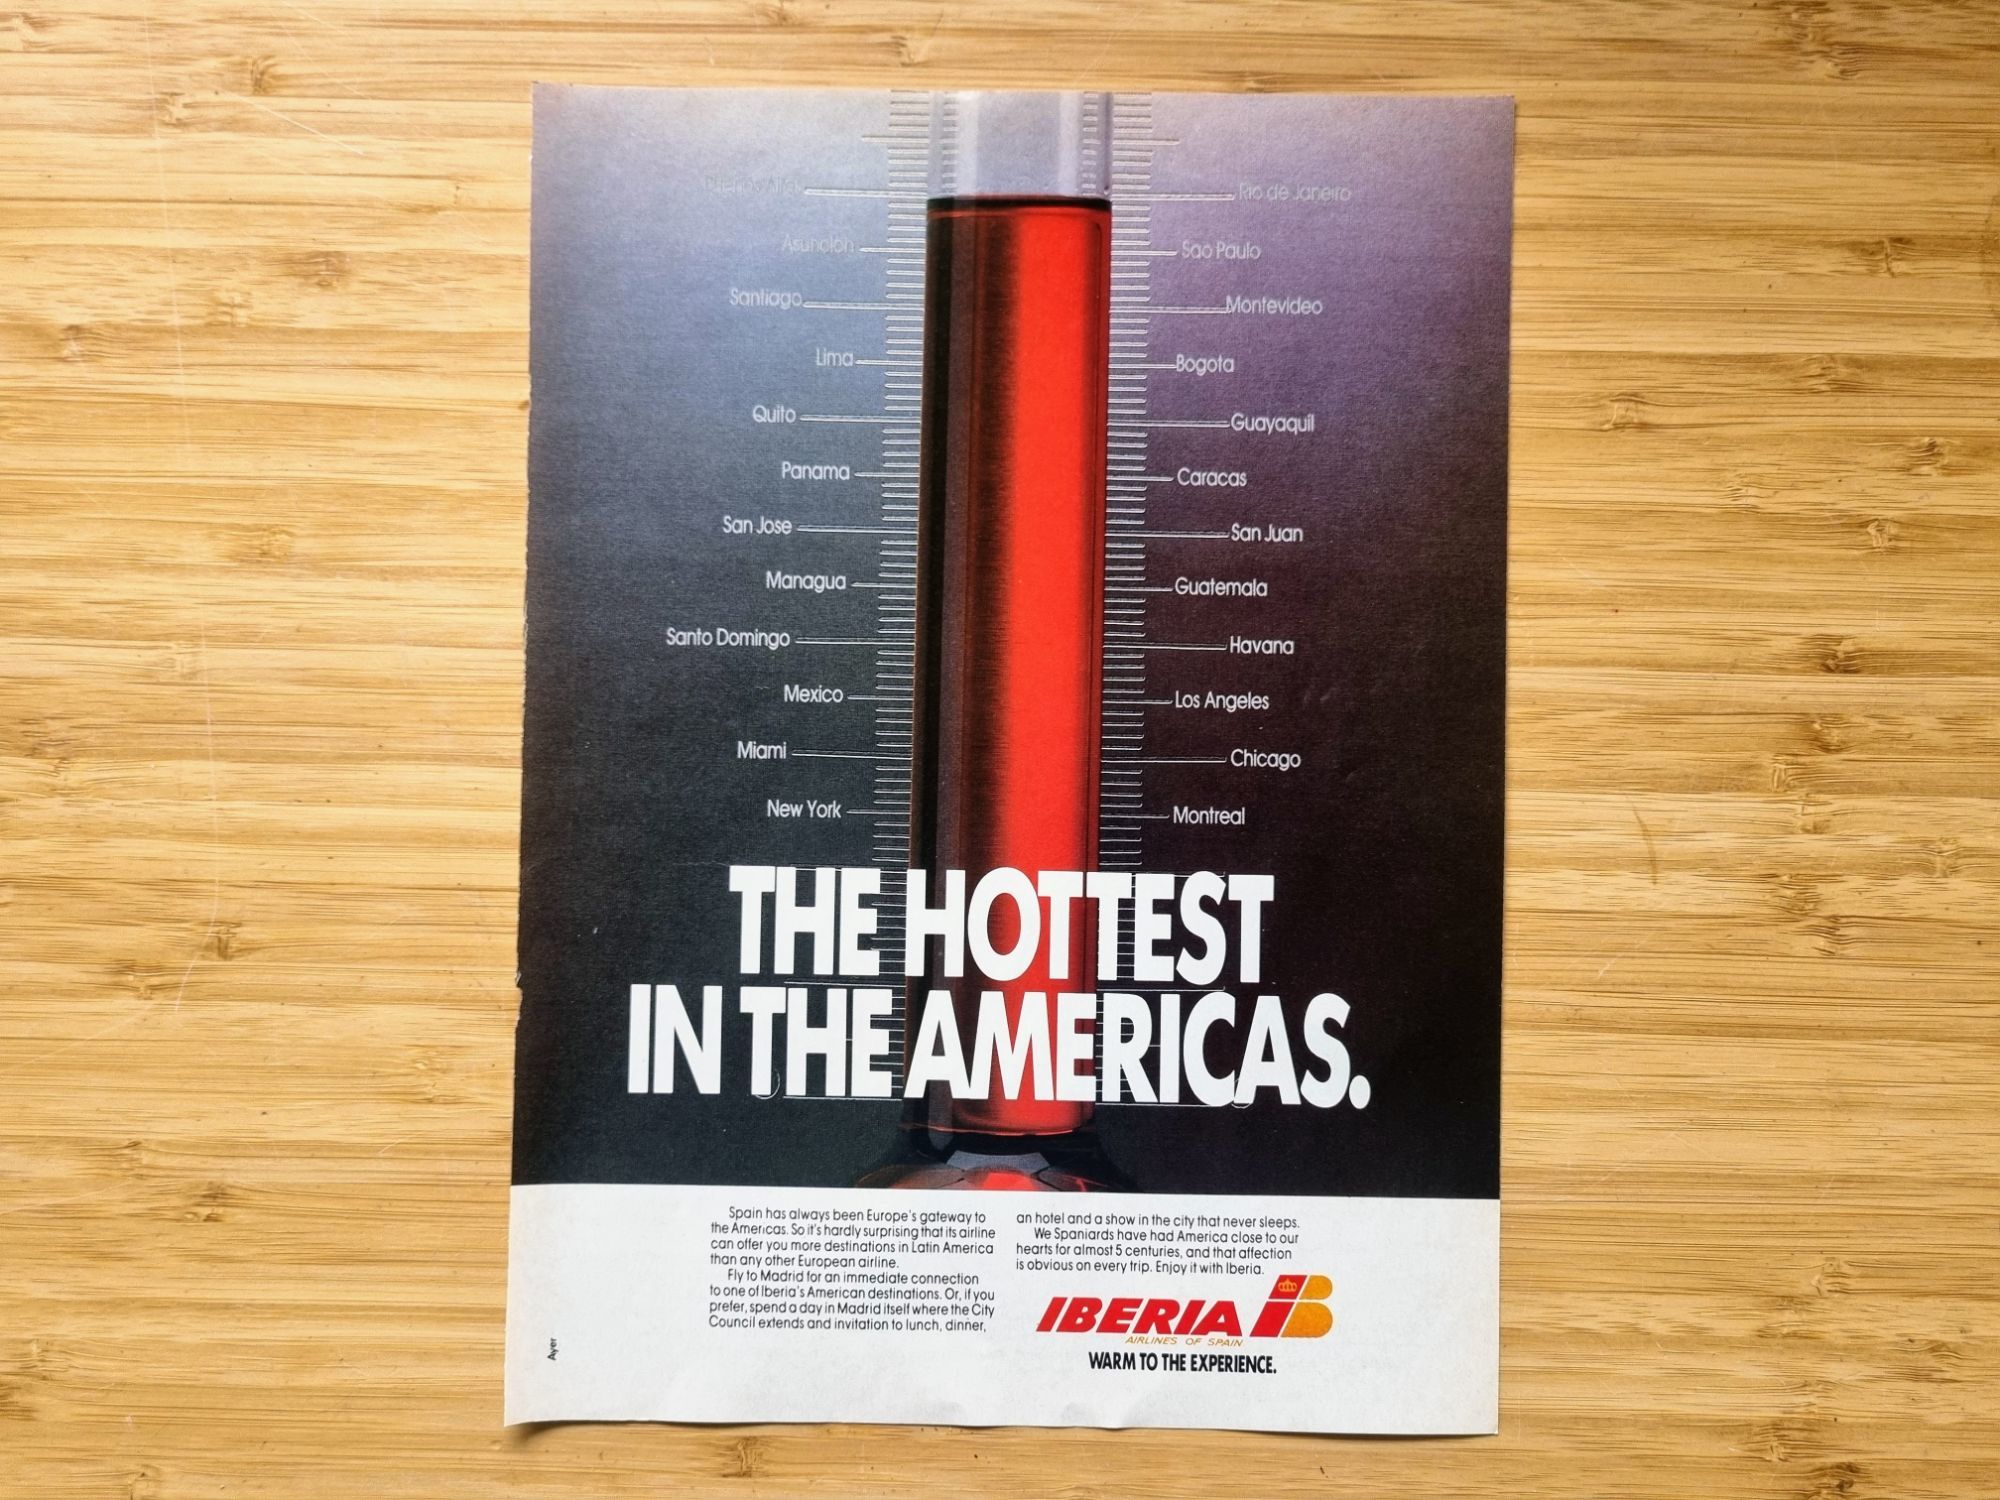 Buenos Aires
Rio de Janeiro
Asuncion
Sao Paulo
Santiago
Montevideo
Lima
Bogota
Quito
Guayaquil
Panama
Caracas
San Jose
San Juan
Managua
Guatemala
Santo Domingo
Havana
Mexico
Los Angeles
Miami
Chicago
New York
Montreal
THE HOTTEST
IN THE AMERICAS.
Spain has always been Europe's gateway to
the Americas. So it's hardly surprising that its airline
can offer you more destinations in Latin America
than any other European airline.
Fly to Madrid for an immediate connection
to one of Iberia's American destinations. Or, if you
prefer, spend a day in Madrid itself where the City
Council extends and invitation to lunch, dinner,
an hotel and a show in the city that never sleeps.
We Spaniards have had America close to our
hearts for almost 5 centuries, and that affection
is obvious on every trip. Enjoy it with Iberia.
IBERIA IB
AIRLINES OF SPAIN
WARM TO THE EXPERIENCE.
Ayer